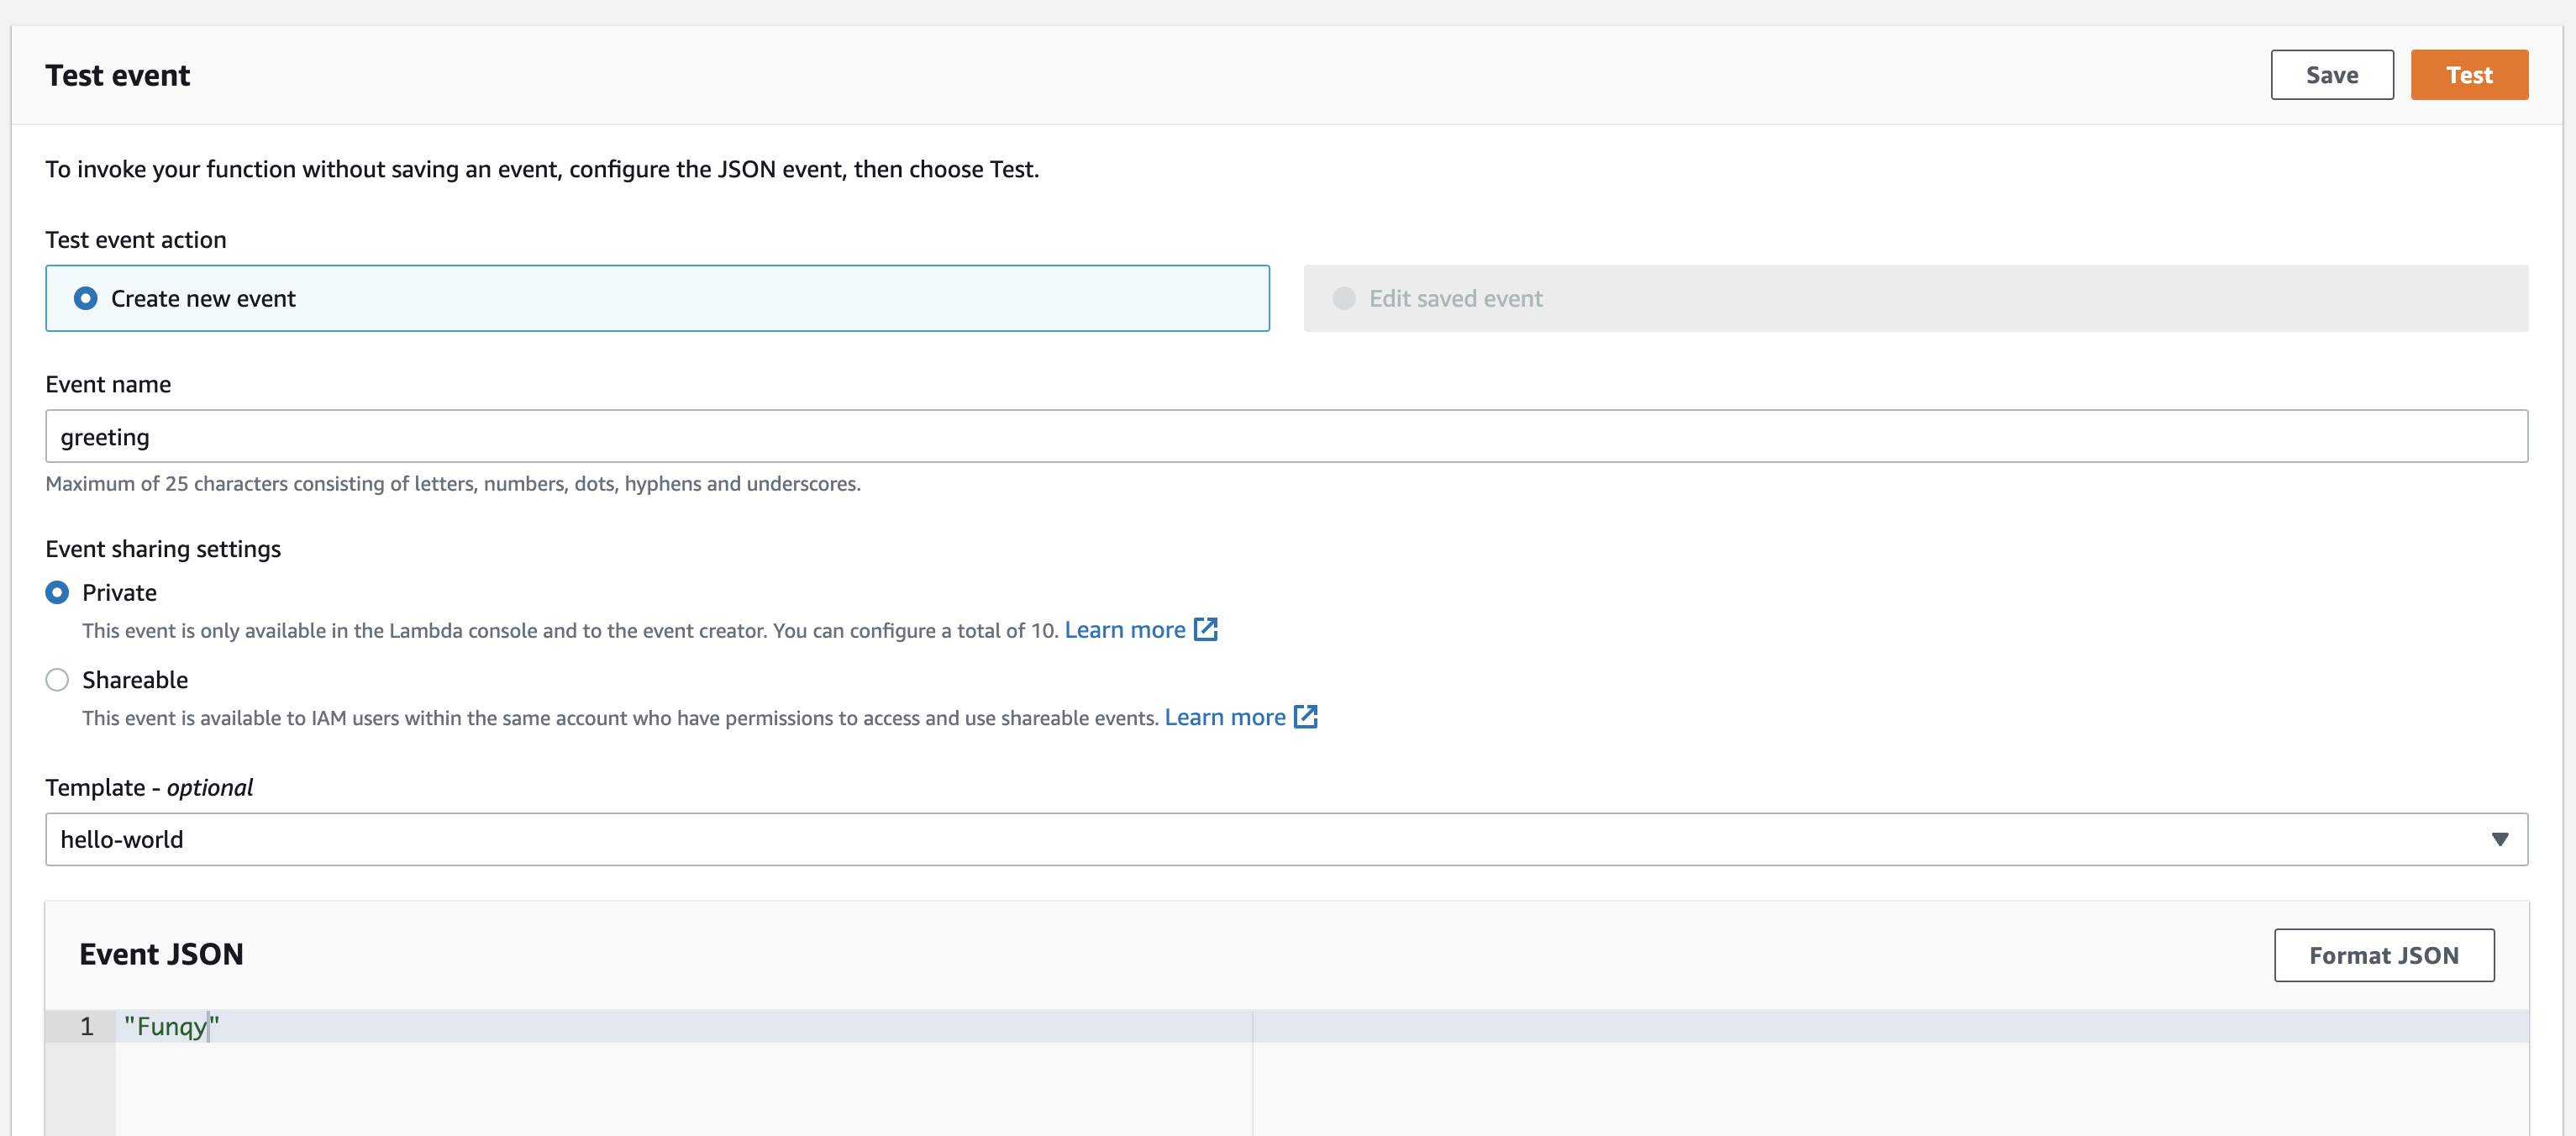 Test event
Save
Test
To invoke your function without saving an event, configure the JSON event, then choose Test.
Test event action
Create new event
Edit saved event
Event name
greeting
Maximum of 25 characters consisting of letters, numbers, dots, hyphens and underscores.
Event sharing settings
Private
This event is only available in the Lambda console and to the event creator. You can configure a total of 10. Learn more
Shareable
This event is available to IAM users within the same account who have permissions to access and use shareable events. Learn more
Template - optional
hello-world
Event JSON
Format JSON
1 "Funqy"